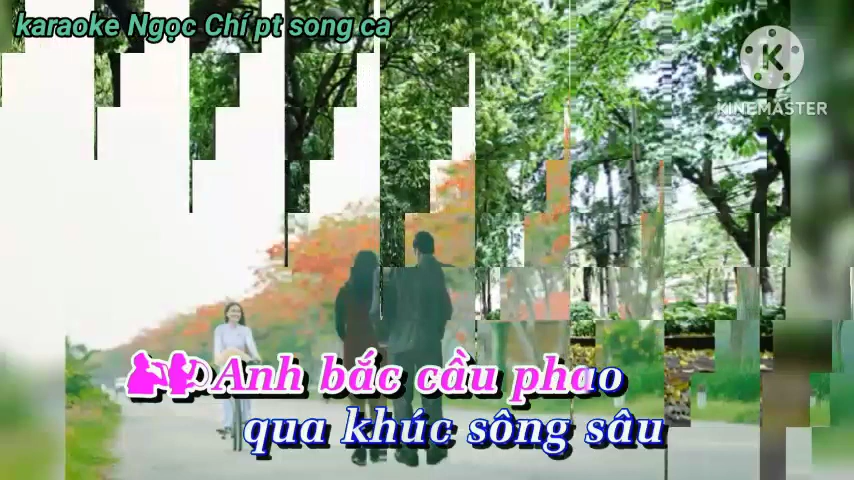 karaoke Ngọc Chí pt song ca
KINEMASTER
Anh bắc cầu phao
qua khúc sông sâu